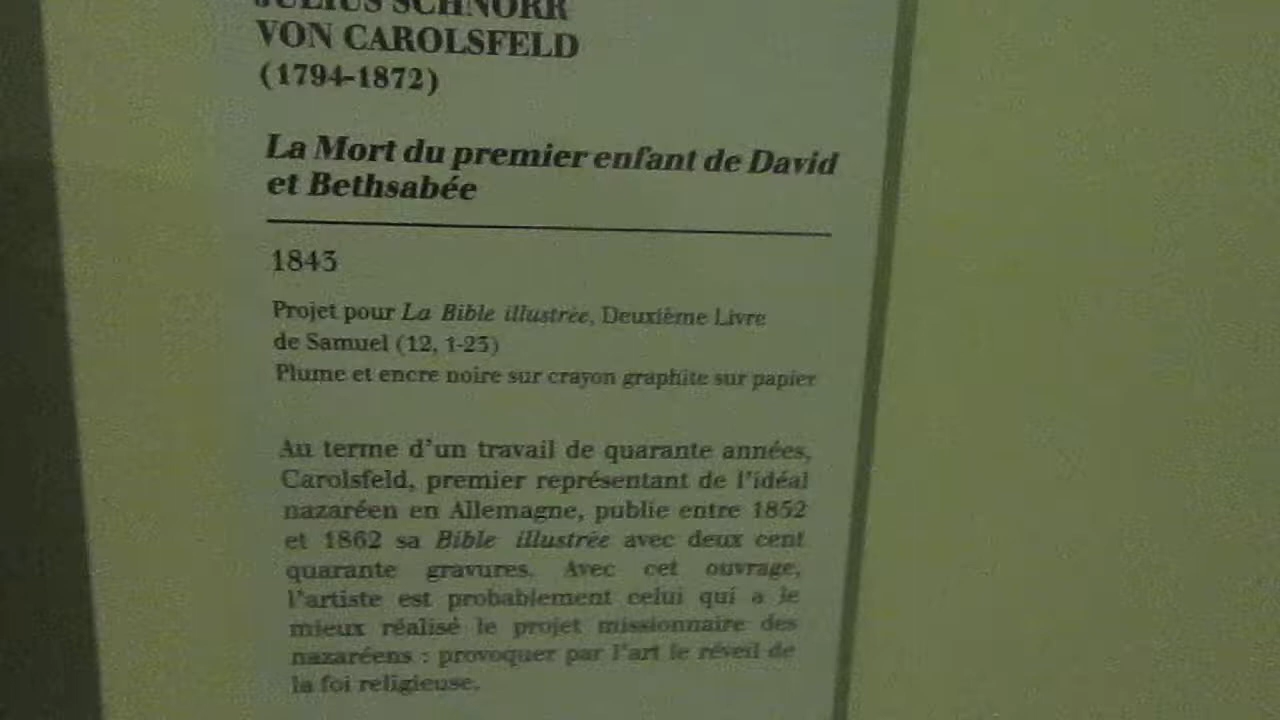 JULIUS SCHNORR
VON CAROLSFELD
(1794-1872)
La Mort du premier enfant de David
et Bethsabée
1843
Projet pour La Bible illustrée, Deuxième Livre
de Samuel (12, 1-23)
Plume et encre noire sur crayon graphite sur papier
Au terme d'un travail de quarante années,
Carolsfeld, premier représentant de l'idéal
nazaréen en Allemagne, publie entre 1852
et 1862 sa Bible illustrée avec deux cent
quarante gravures. Avec cet ouvrage,
l'artiste est probablement celui qui a le
mieux réalisé le projet missionnaire des
nazaréens : provoquer par l'art le réveil de
la foi religieuse.